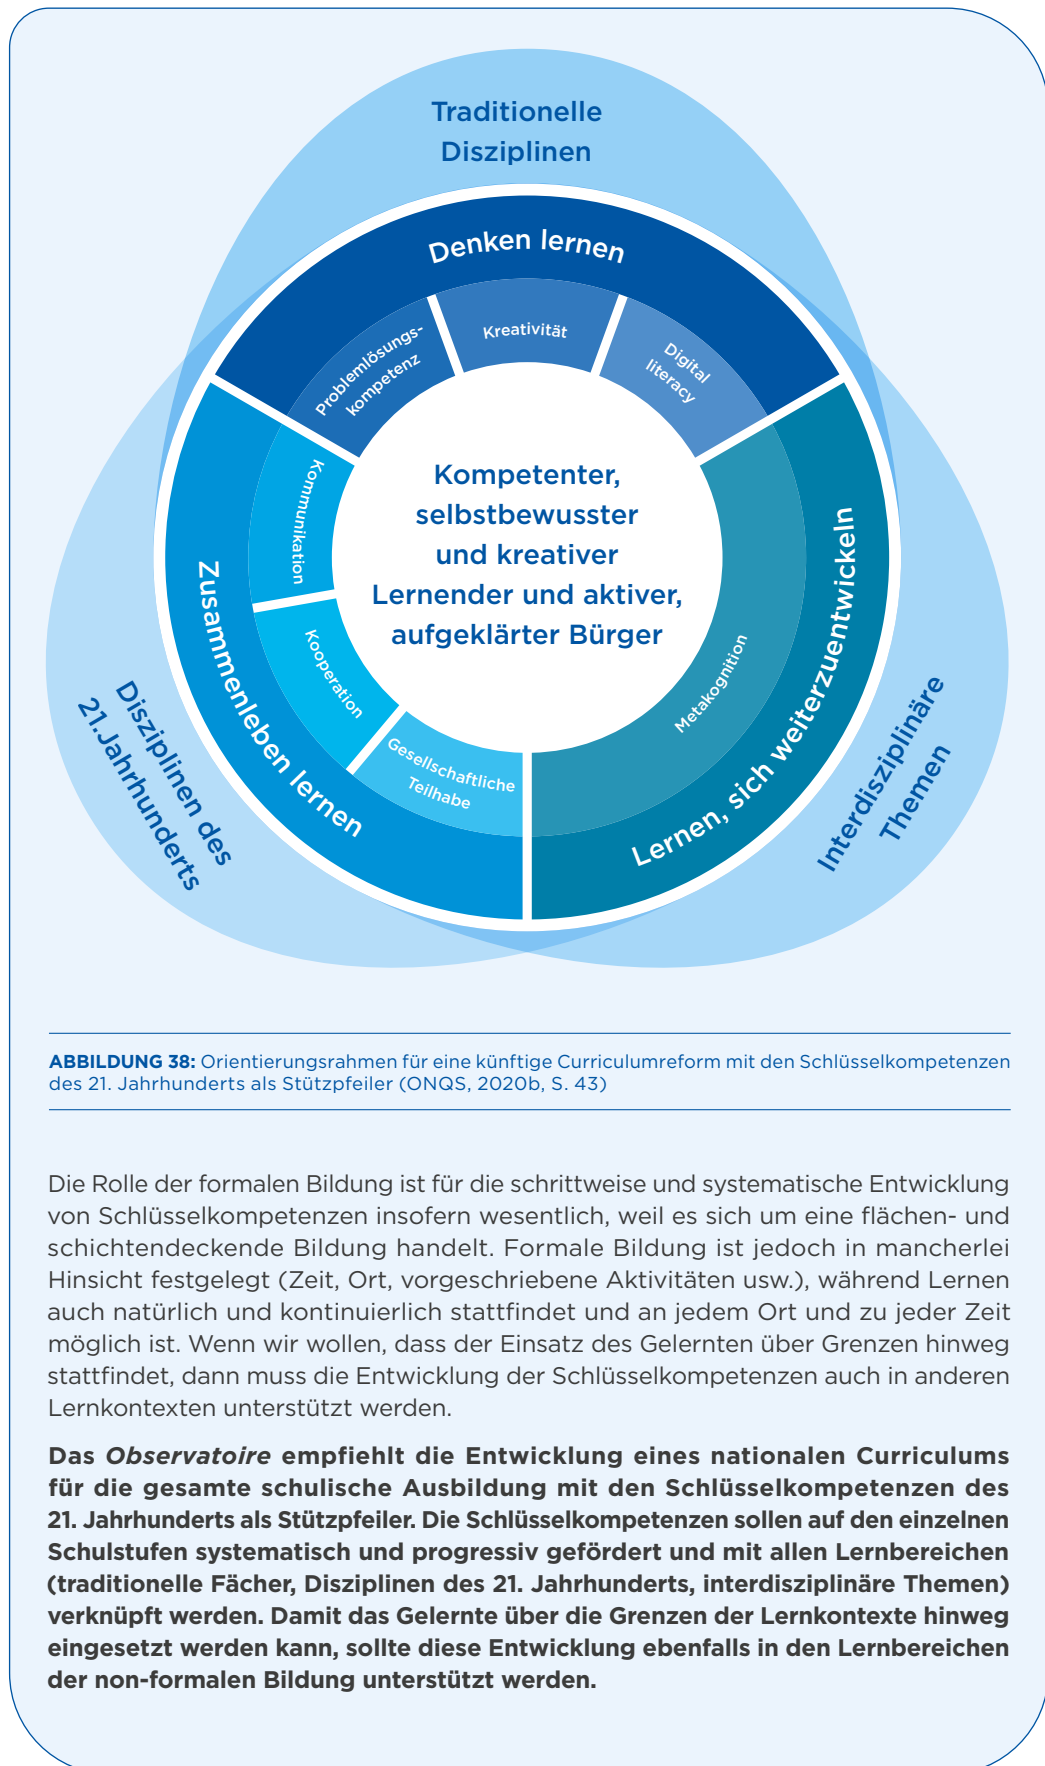 Traditionelle
Disziplinen
Denken lernen
Problemlösungs-
kompetenz
Kreativität
Digital
literacy
Kommunikation
Kooperation
Gesellschaftliche
Teilhabe
Zusammenleben lernen
Metakognition
Lernen, sich weiterzuentwickeln
Kompetenter,
selbstbewusster
und kreativer
Lernender und aktiver,
aufgeklärter Bürger
Disziplinen des
21.Jahrhunderts
Interdisziplinäre
Themen
ABBILDUNG 38: Orientierungsrahmen für eine künftige Curriculumreform mit den Schlüsselkompetenzen
des 21. Jahrhunderts als Stützpfeiler (ONQS, 2020b, S. 43)
Die Rolle der formalen Bildung ist für die schrittweise und systematische Entwicklung
von Schlüsselkompetenzen insofern wesentlich, weil es sich um eine flächen- und
schichtendeckende Bildung handelt. Formale Bildung ist jedoch in mancherlei
Hinsicht festgelegt (Zeit, Ort, vorgeschriebene Aktivitäten usw.), während Lernen
auch natürlich und kontinuierlich stattfindet und an jedem Ort und zu jeder Zeit
möglich ist. Wenn wir wollen, dass der Einsatz des Gelernten über Grenzen hinweg
stattfindet, dann muss die Entwicklung der Schlüsselkompetenzen auch in anderen
Lernkontexten unterstützt werden.
Das Observatoire empfiehlt die Entwicklung eines nationalen Curriculums
für die gesamte schulische Ausbildung mit den Schlüsselkompetenzen des
21. Jahrhunderts als Stützpfeiler. Die Schlüsselkompetenzen sollen auf den einzelnen
Schulstufen systematisch und progressiv gefördert und mit allen Lernbereichen
(traditionelle Fächer, Disziplinen des 21. Jahrhunderts, interdisziplinäre Themen)
verknüpft werden. Damit das Gelernte über die Grenzen der Lernkontexte hinweg
eingesetzt werden kann, sollte diese Entwicklung ebenfalls in den Lernbereichen
der non-formalen Bildung unterstützt werden.